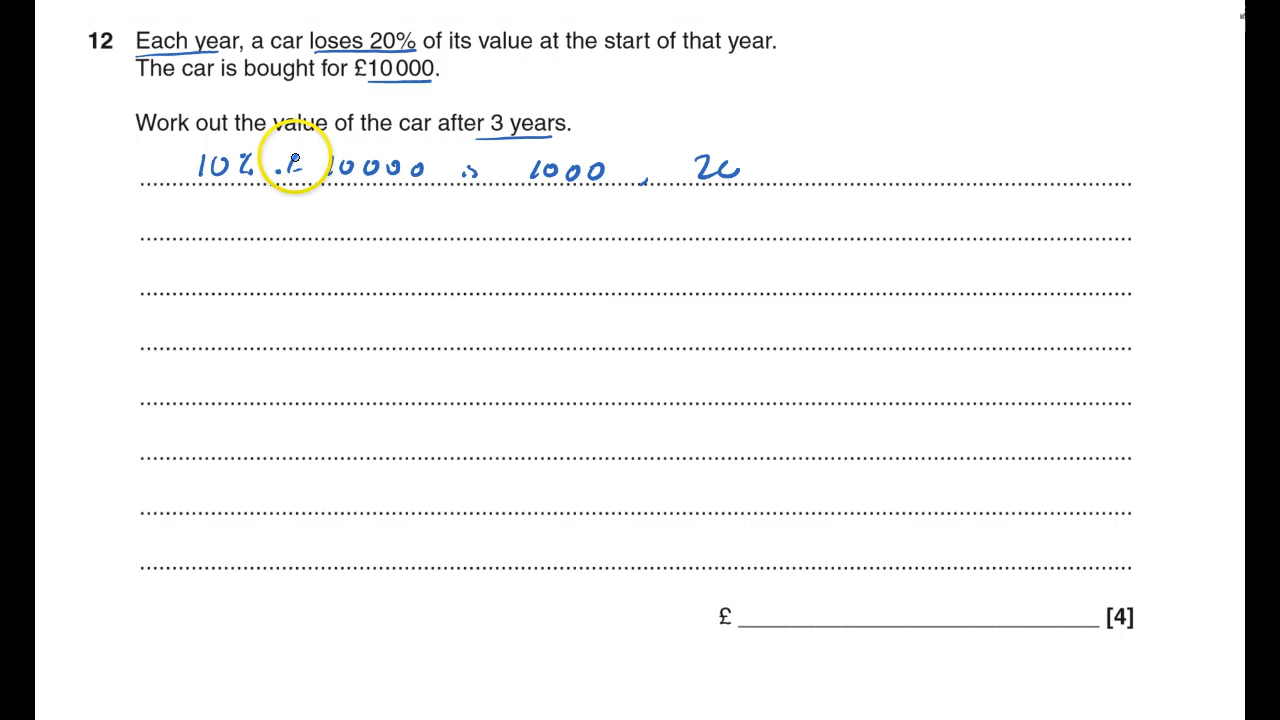 12 Each year, a car loses 20% of its value at the start of that year.
The car is bought for £10 000.
Work out the value of the car after 3 years.
10% of 10000 is 1000, 20
£ ______________________________ [4]